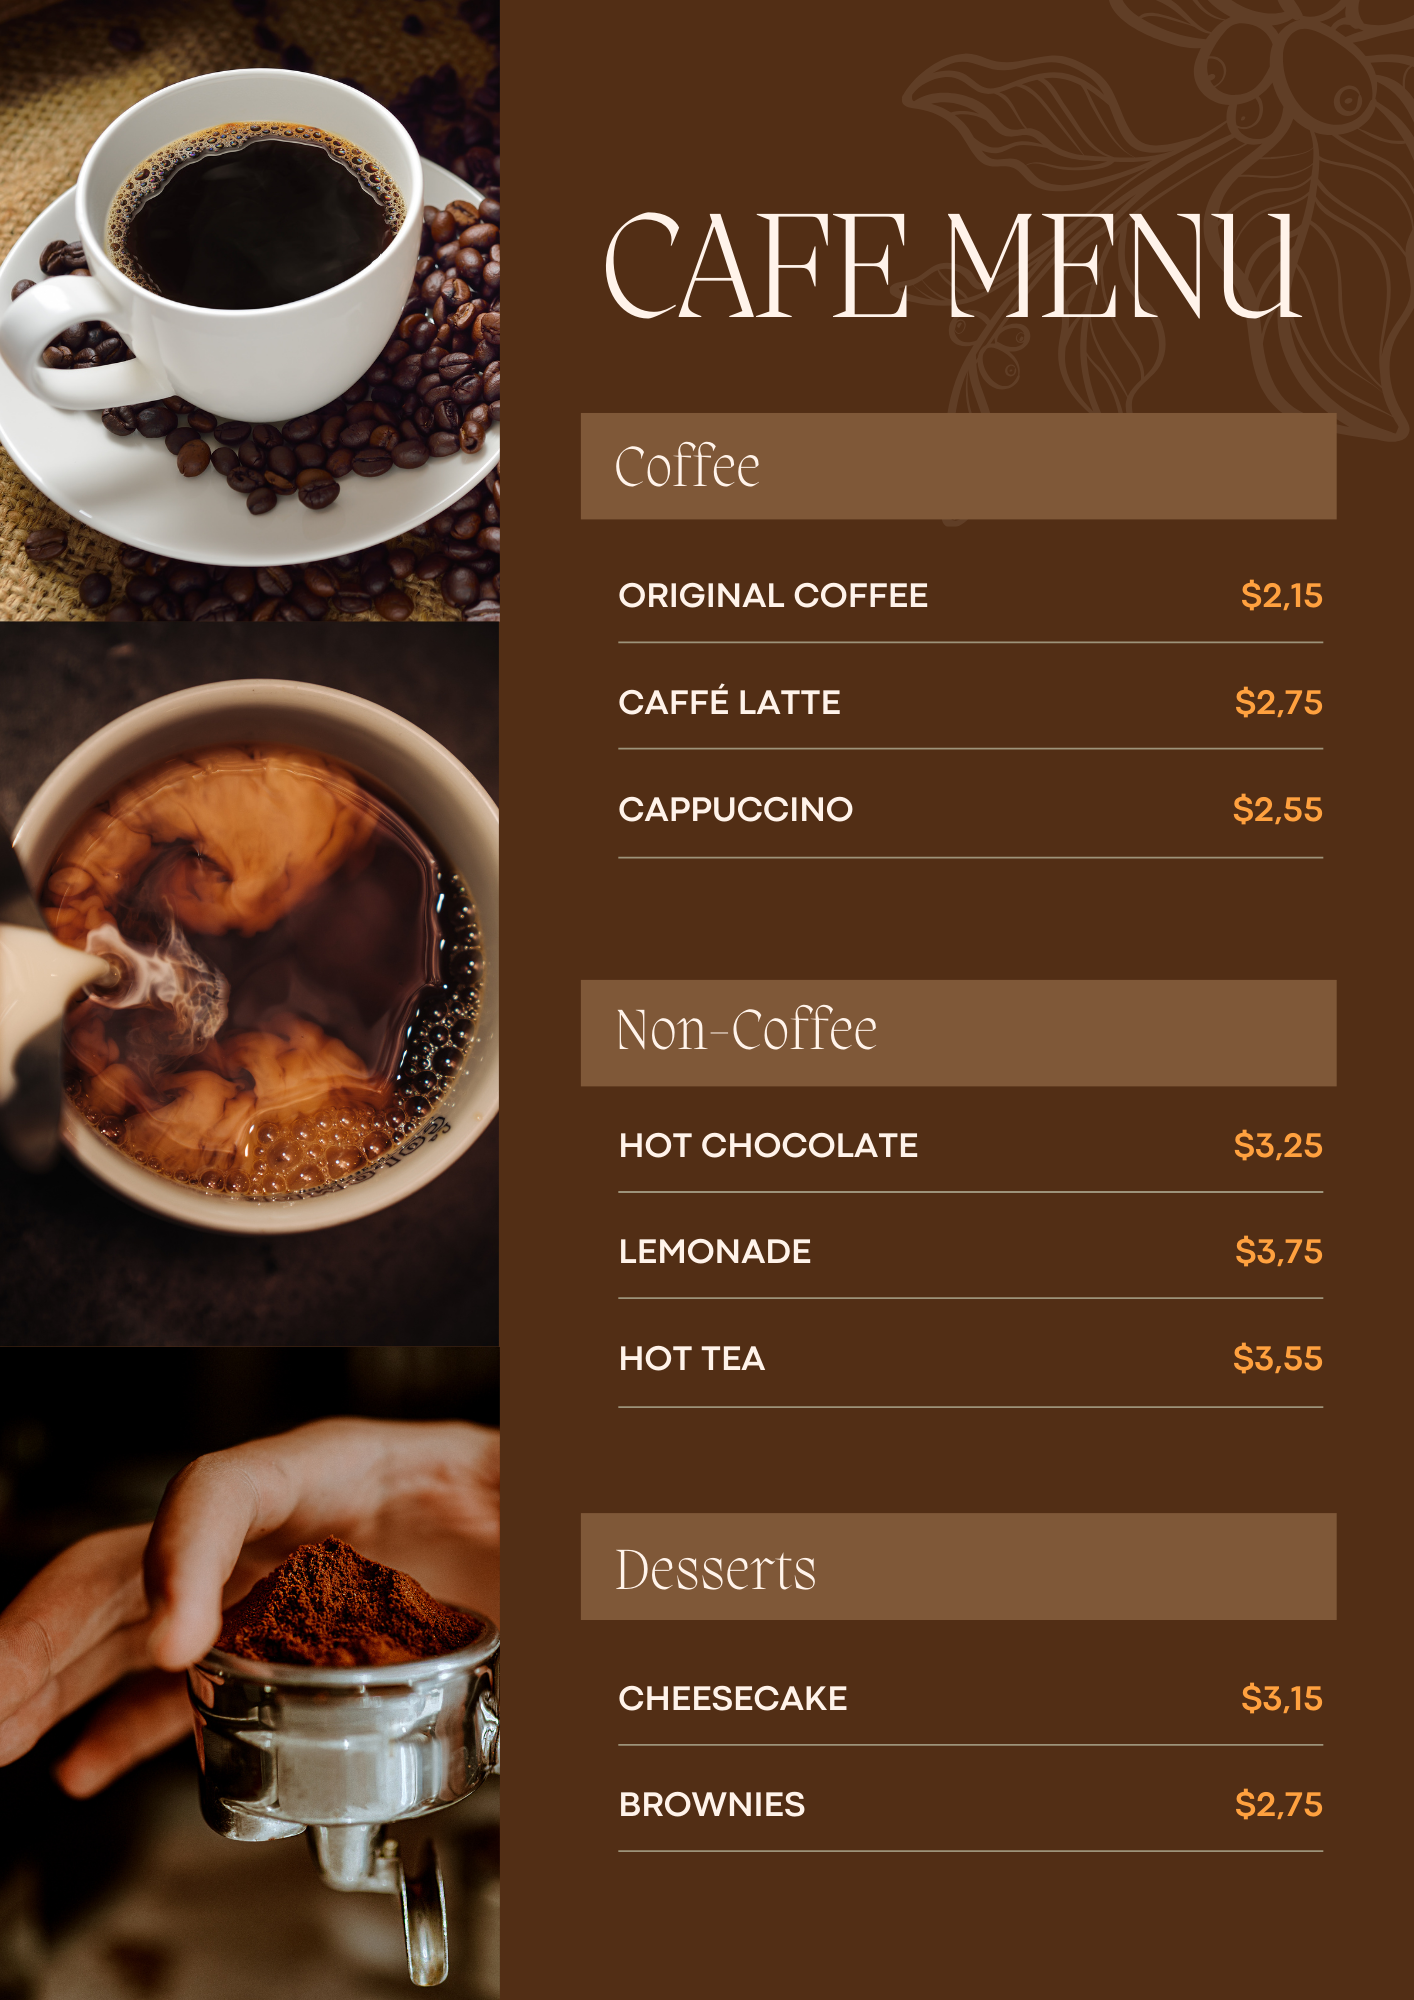 CAFE MENU
Coffee
ORIGINAL COFFEE $2,15
CAFFÉ LATTE $2,75
CAPPUCCINO $2,55
Non-Coffee
HOT CHOCOLATE $3,25
LEMONADE $3,75
HOT TEA $3,55
Desserts
CHEESECAKE $3,15
BROWNIES $2,75